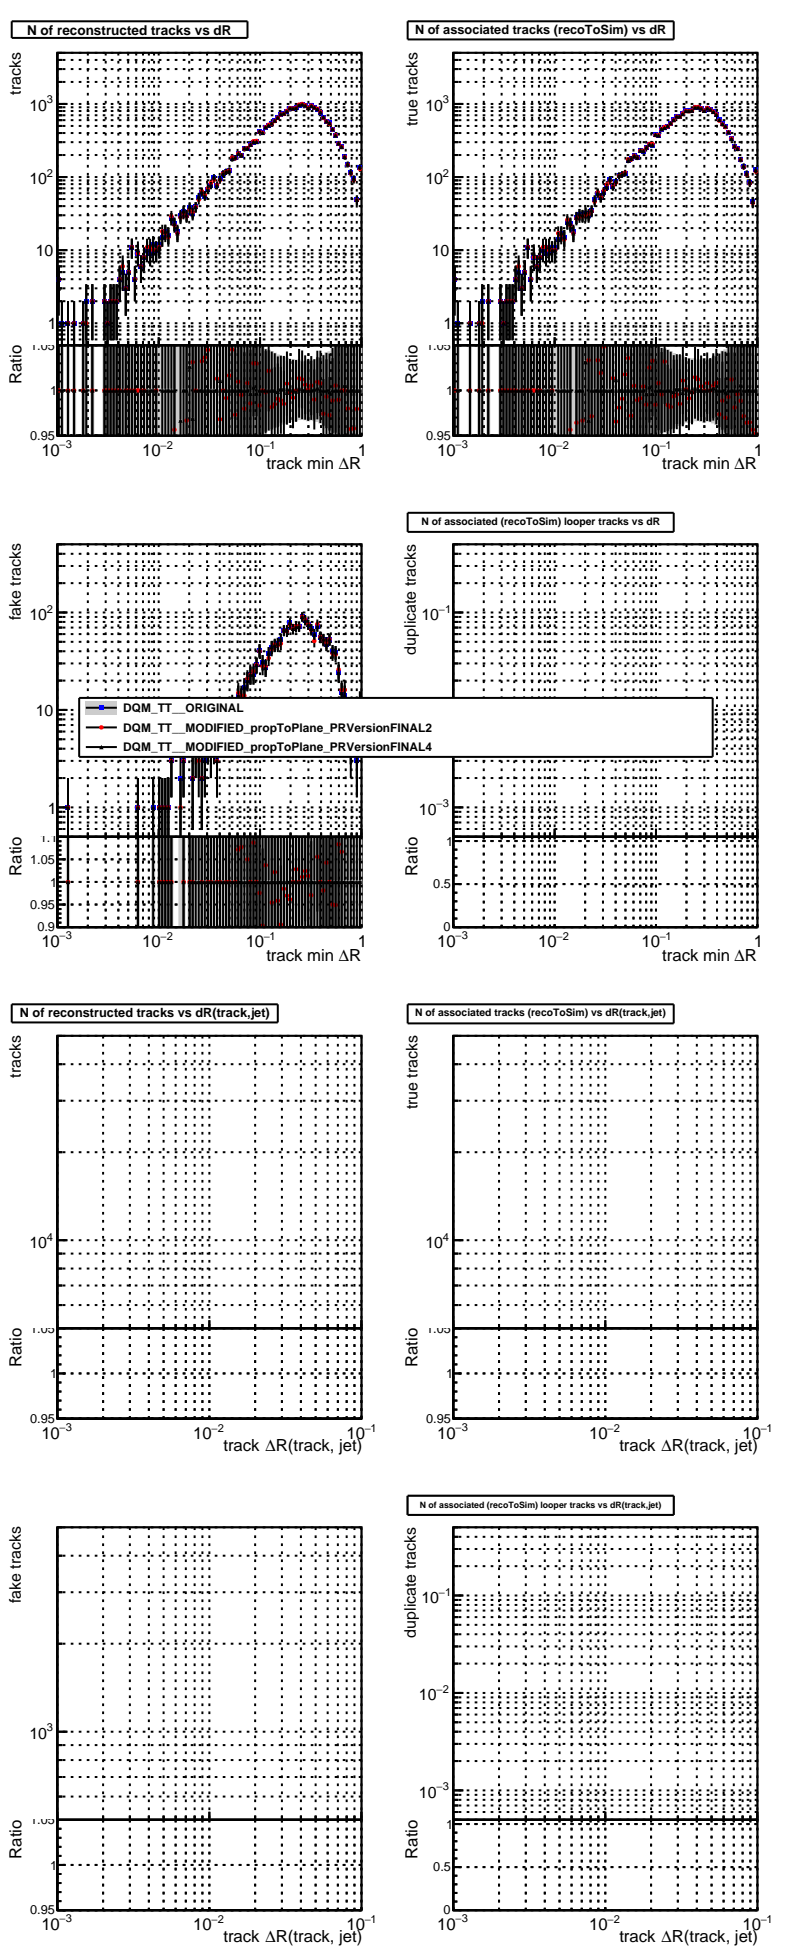 N of reconstructed tracks vs dR
N of associated tracks (recoToSim) vs dR
tracks
10³
10²
10
1
Ratio
1.05
1
0.95
10⁻³
10⁻²
10⁻¹
1
track min ΔR
true tracks
10³
10²
10
1
Ratio
1.05
1
0.95
10⁻³
10⁻²
10⁻¹
1
track min ΔR
N of associated (recoToSim) looper tracks vs dR
fake tracks
10²
10
1
Ratio
1.1
1.05
1
0.95
0.9
10⁻³
10⁻²
10⁻¹
1
track min ΔR
duplicate tracks
10⁻¹
10⁻³
Ratio
1
0.5
0
10⁻³
10⁻²
10⁻¹
1
track min ΔR
DQM_TT__ORIGINAL
DQM_TT__MODIFIED_propToPlane_PRVersionFINAL2
DQM_TT__MODIFIED_propToPlane_PRVersionFINAL4
N of reconstructed tracks vs dR(track,jet)
N of associated tracks (recoToSim) vs dR(track,jet)
tracks
10⁴
Ratio
1.05
1
0.95
10⁻³
10⁻²
10⁻¹
track ΔR(track, jet)
true tracks
10⁴
Ratio
1.05
1
0.95
10⁻³
10⁻²
10⁻¹
track ΔR(track, jet)
N of associated (recoToSim) looper tracks vs dR(track,jet)
fake tracks
10³
Ratio
1.05
1
0.95
10⁻³
10⁻²
10⁻¹
track ΔR(track, jet)
duplicate tracks
10⁻¹
10⁻²
10⁻³
Ratio
1
0.5
0
10⁻³
10⁻²
10⁻¹
track ΔR(track, jet)